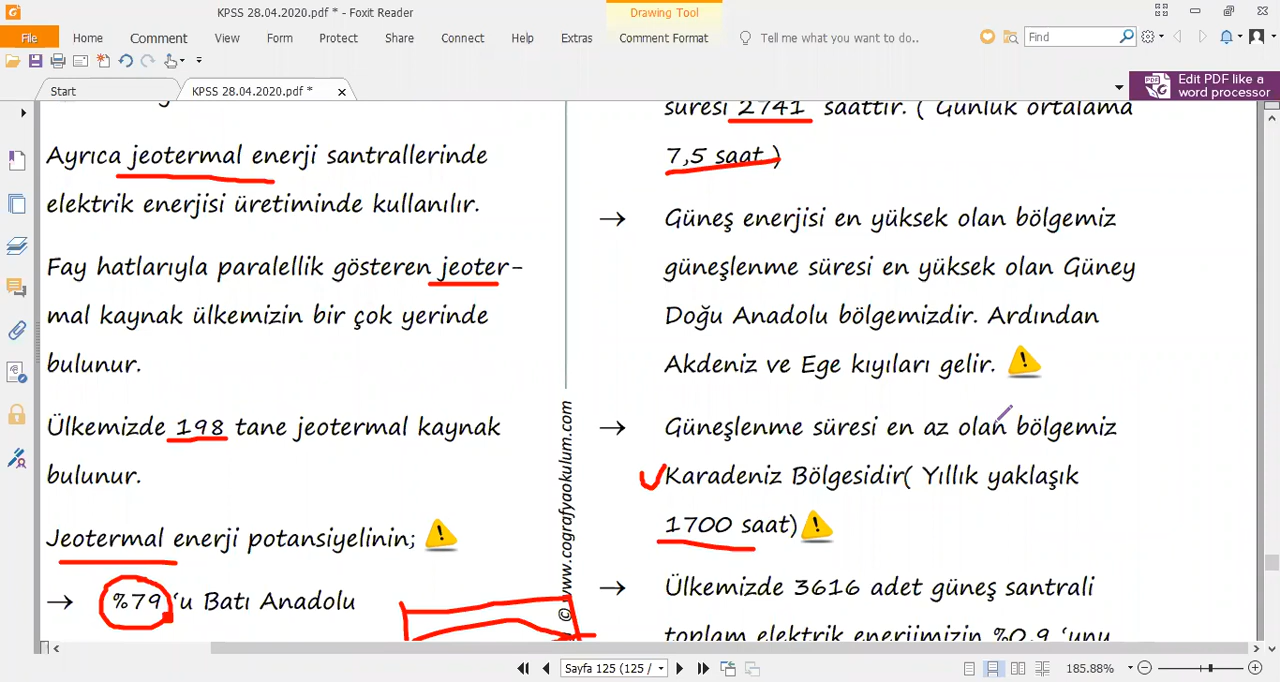 KPSS 28.04.2020.pdf * - Foxit Reader
Drawing Tool
File Home Comment View Form Protect Share Connect Help Extras Comment Format Tell me what you want to do.. Find
Start KPSS 28.04.2020.pdf *
Edit PDF like a
word processor
Ayrıca jeotermal enerji santrallerinde
elektrik enerjisi üretiminde kullanılır.
Fay hatlarıyla paralellik gösteren jeoter-
mal kaynak ülkemizin bir çok yerinde
bulunur.
Ülkemizde 198 tane jeotermal kaynak
bulunur.
Jeotermal enerji potansiyelinin;
→ %79 'u Batı Anadolu
© www.cografyaokulum.com
süresi 2741 saattir. ( Günlük ortalama
7,5 saat )
→ Güneş enerjisi en yüksek olan bölgemiz
güneşlenme süresi en yüksek olan Güney
Doğu Anadolu bölgemizdir. Ardından
Akdeniz ve Ege kıyıları gelir.
→ Güneşlenme süresi en az olan bölgemiz
Karadeniz Bölgesidir( Yıllık yaklaşık
1700 saat)
→ Ülkemizde 3616 adet güneş santrali
toplam elektrik enerjimizin %0,9 'unu
Sayfa 125 (125 /
185.88%